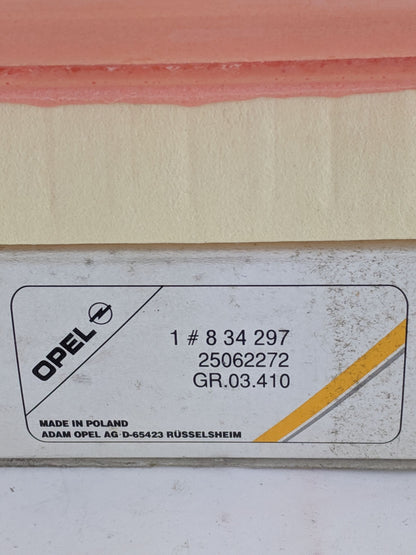 OPEL
1 # 8 34 297
25062272
GR.03.410
MADE IN POLAND
ADAM OPEL AG·D-65423 RÜSSELSHEIM